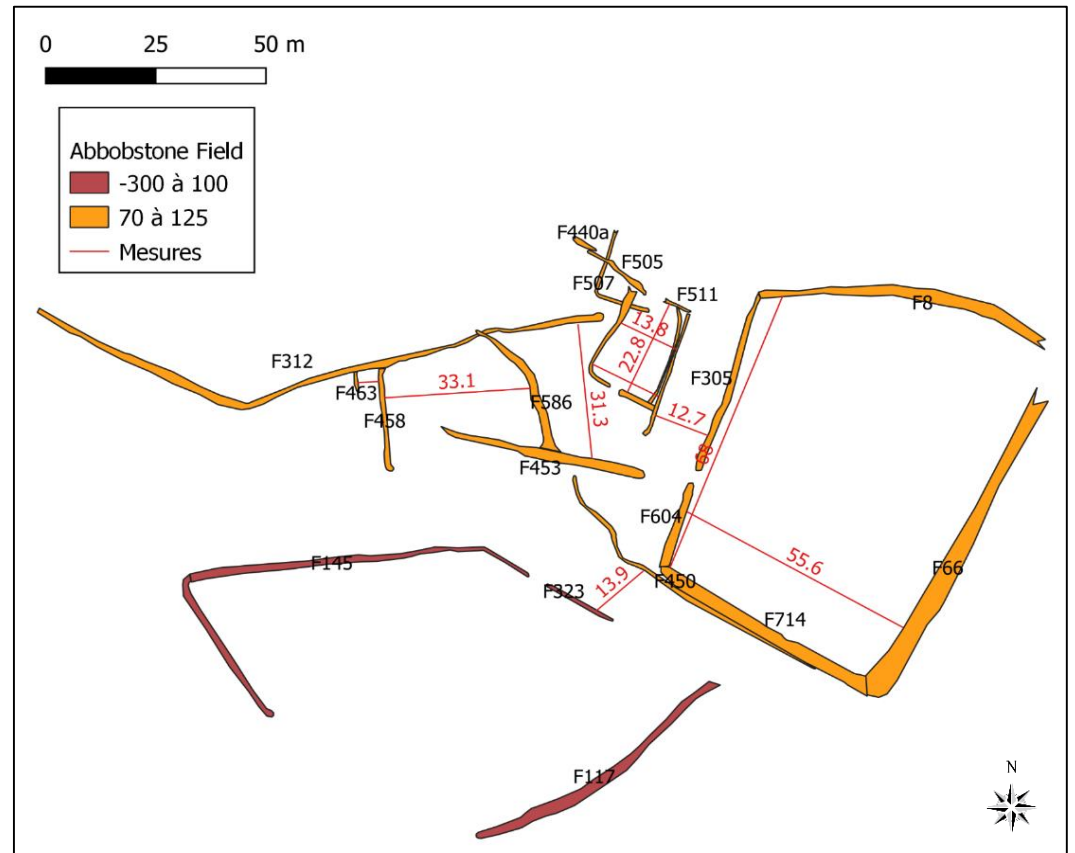 0 25 50 m
Abbobstone Field
-300 à 100
70 à 125
Mesures
F440a
F505
F507
F511
F8
13.8
22.8
F312
F305
F463
33.1
F586
31.3
12.7
F458
68
F453
F604
55.6
F145
F450
F66
F323
13.9
F714
F117
N